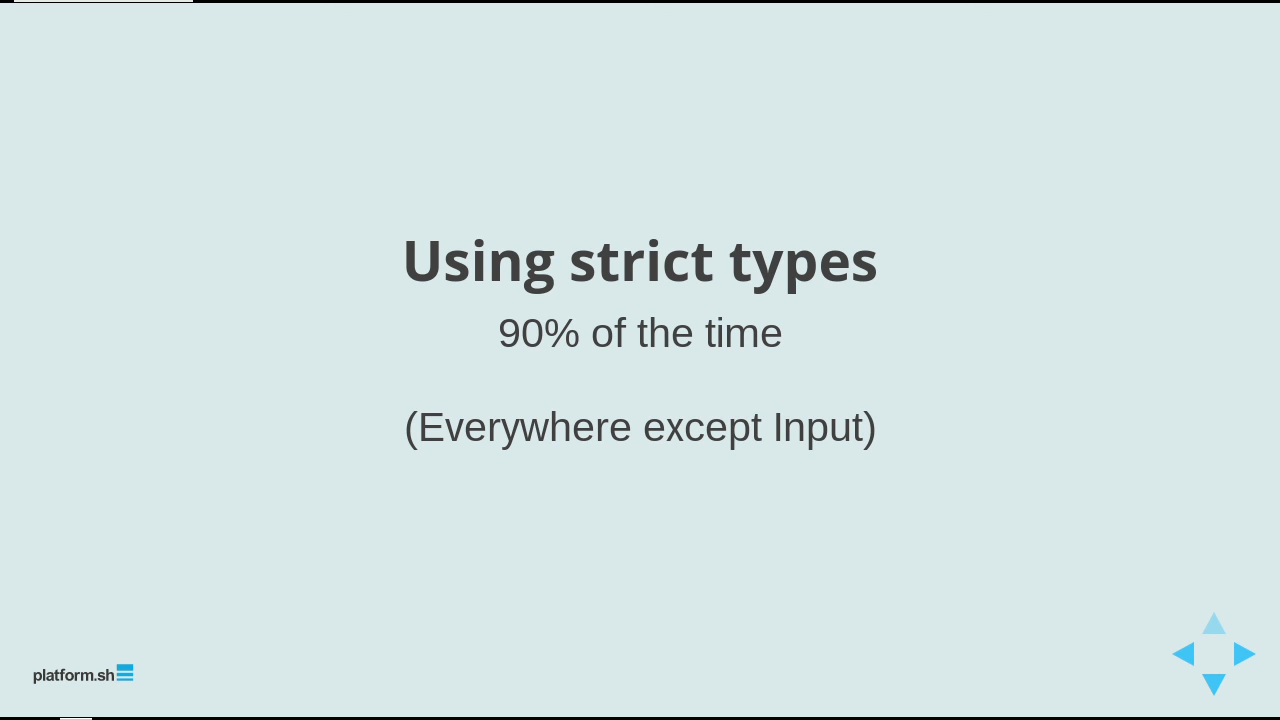 Using strict types
90% of the time
(Everywhere except Input)
platform.sh